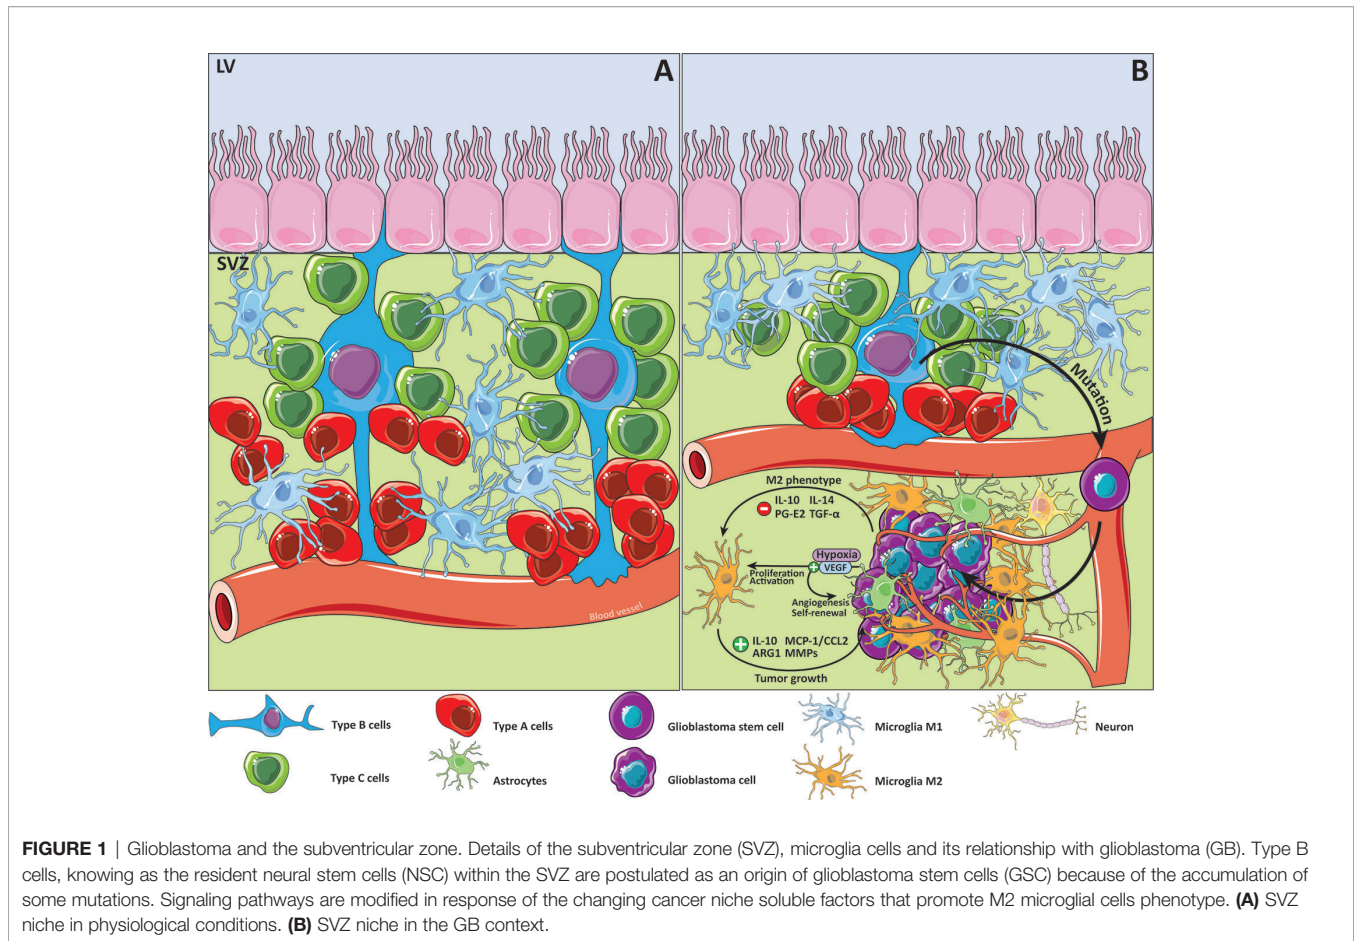 LV
A
B
SVZ
Mutation
M2 phenotype
IL-10 IL-14
PG-E2 TGF-α
Hypoxia
VEGF
Proliferation
Activation
Angiogenesis
Self-renewal
IL-10 MCP-1/CCL2
ARG1 MMPs
Tumor growth
Blood vessel
Type B cells
Type A cells
Glioblastoma stem cell
Microglia M1
Neuron
Type C cells
Astrocytes
Glioblastoma cell
Microglia M2
FIGURE 1 | Glioblastoma and the subventricular zone. Details of the subventricular zone (SVZ), microglia cells and its relationship with glioblastoma (GB). Type B
cells, knowing as the resident neural stem cells (NSC) within the SVZ are postulated as an origin of glioblastoma stem cells (GSC) because of the accumulation of
some mutations. Signaling pathways are modified in response of the changing cancer niche soluble factors that promote M2 microglial cells phenotype. (A) SVZ
niche in physiological conditions. (B) SVZ niche in the GB context.